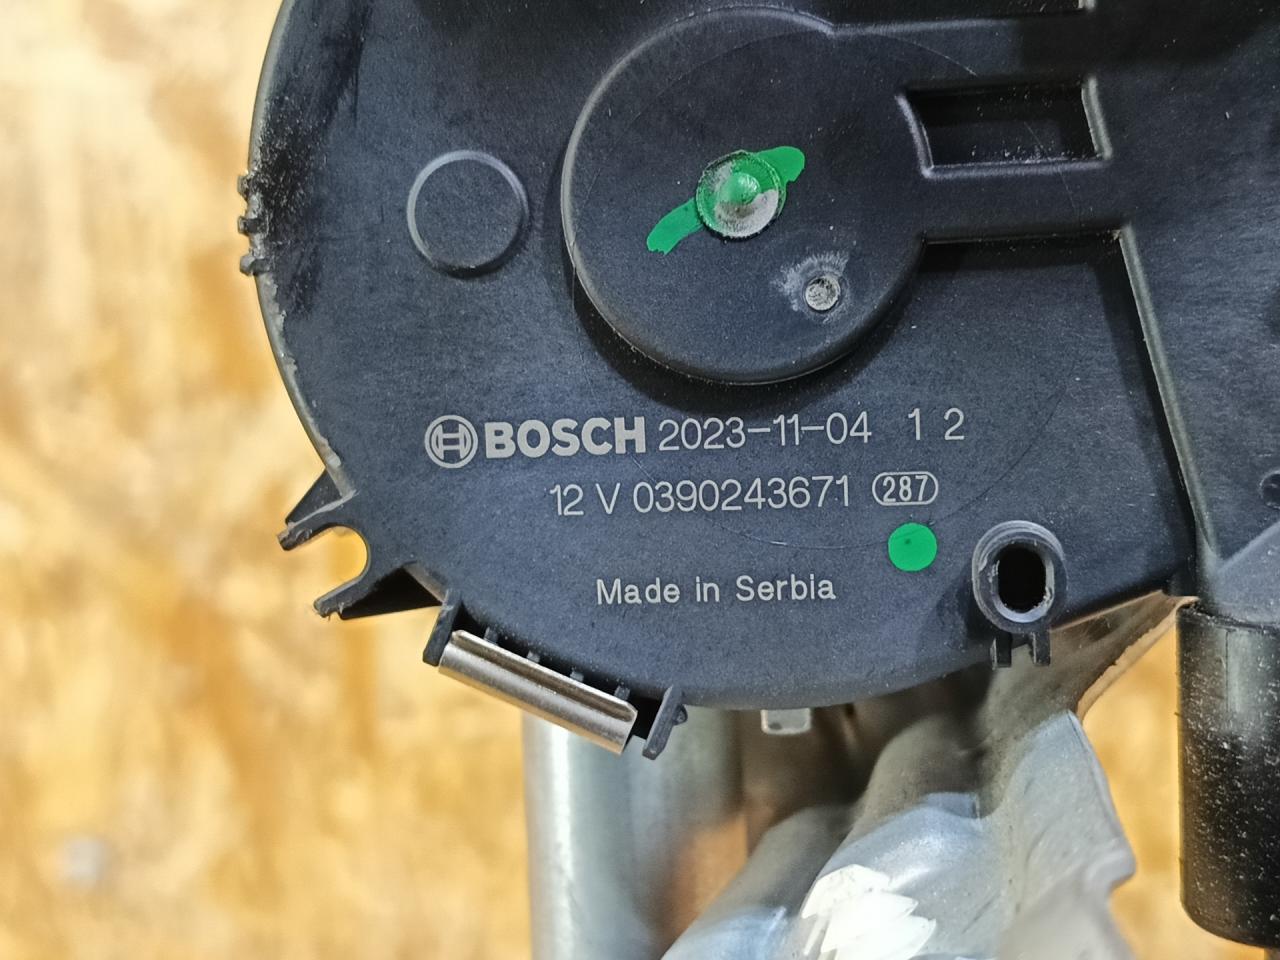 BOSCH 2023-11-04 1 2
12 V 0390243671 287
Made in Serbia